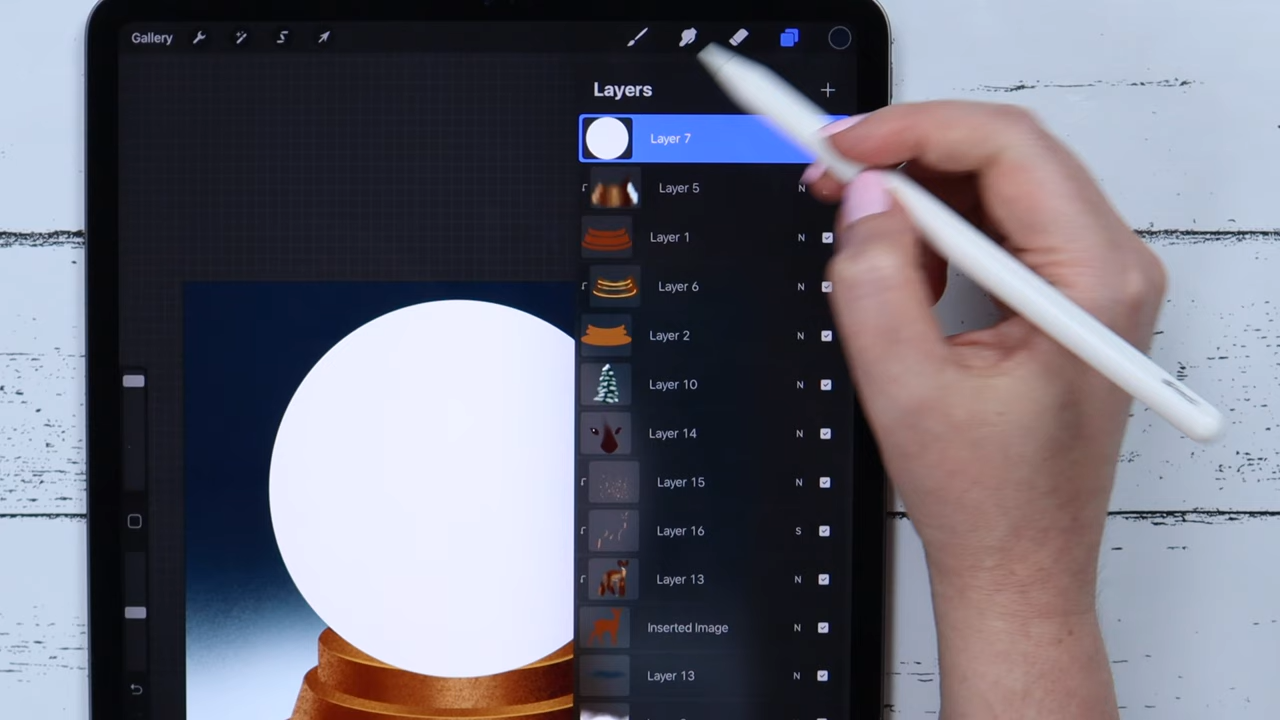 Gallery
Layers
Layer 7
Layer 5 N
Layer 1 N
Layer 6 N
Layer 2 N
Layer 10 N
Layer 14 N
Layer 15 N
Layer 16 S
Layer 13 N
Inserted Image N
Layer 13 N